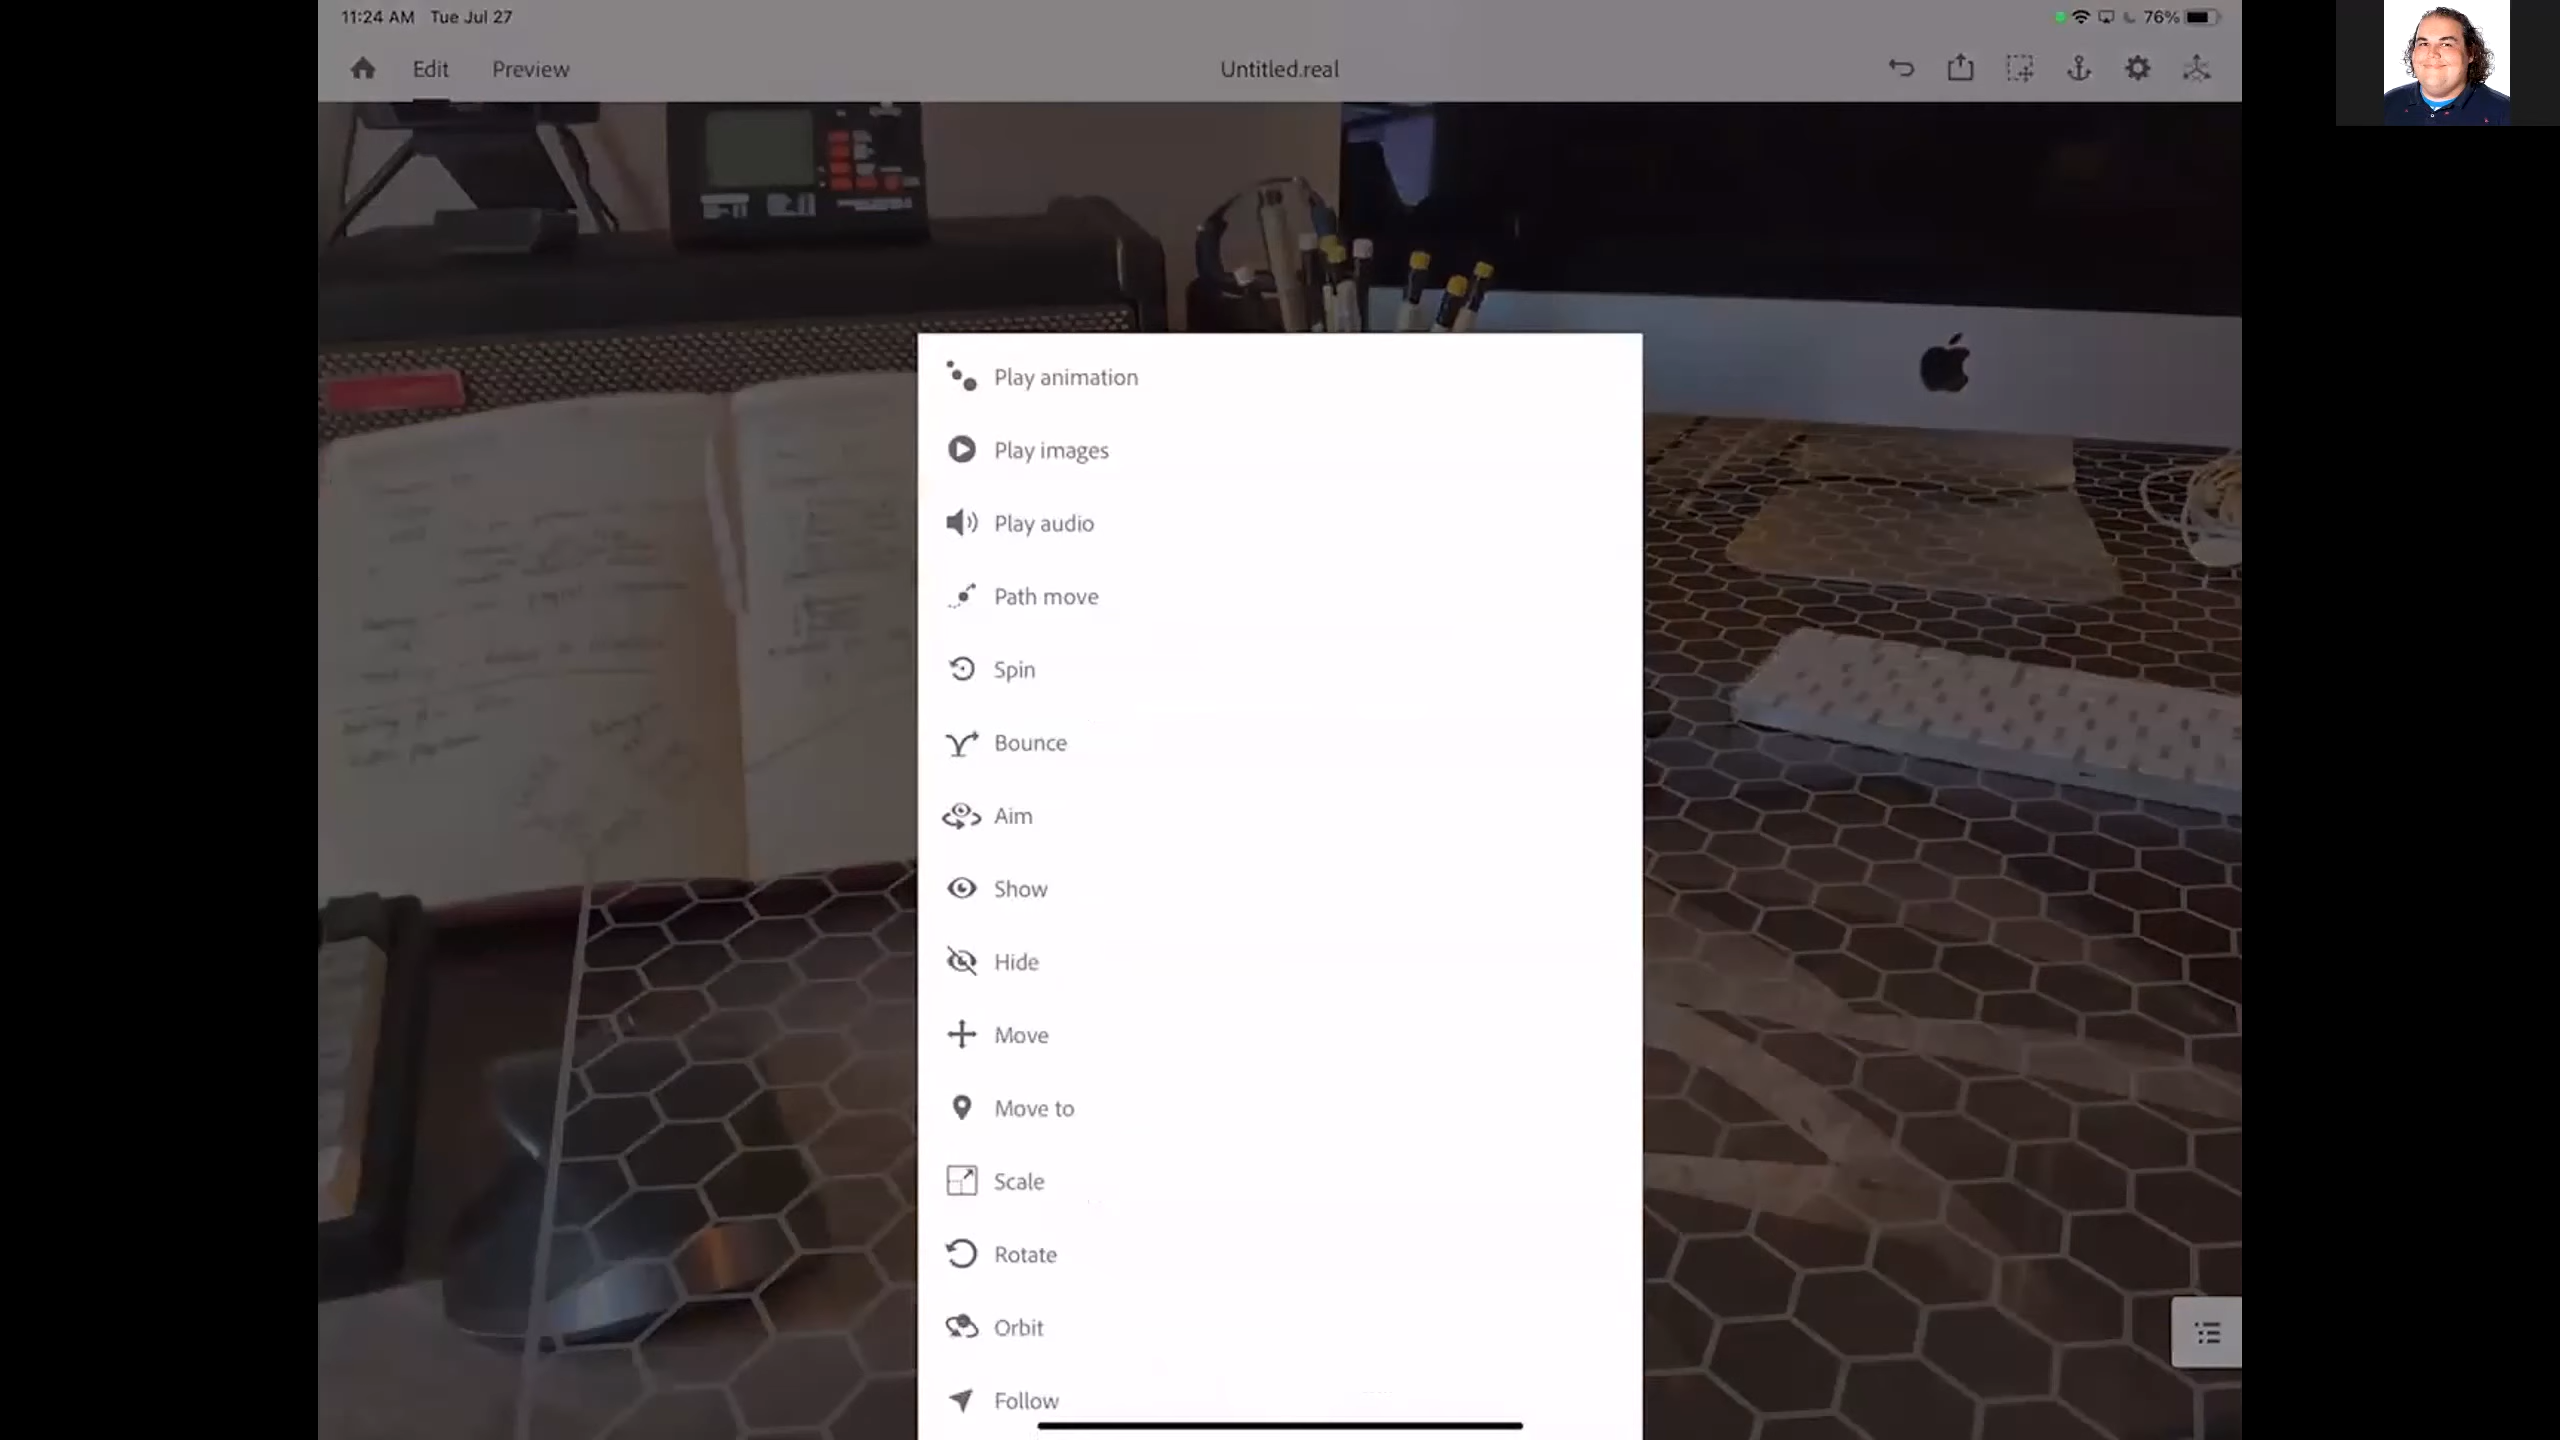 11:24 AM Tue Jul 27
76%
Edit
Preview
Untitled.real
Play animation
Play images
Play audio
Path move
Spin
Bounce
Aim
Show
Hide
Move
Move to
Scale
Rotate
Orbit
Follow